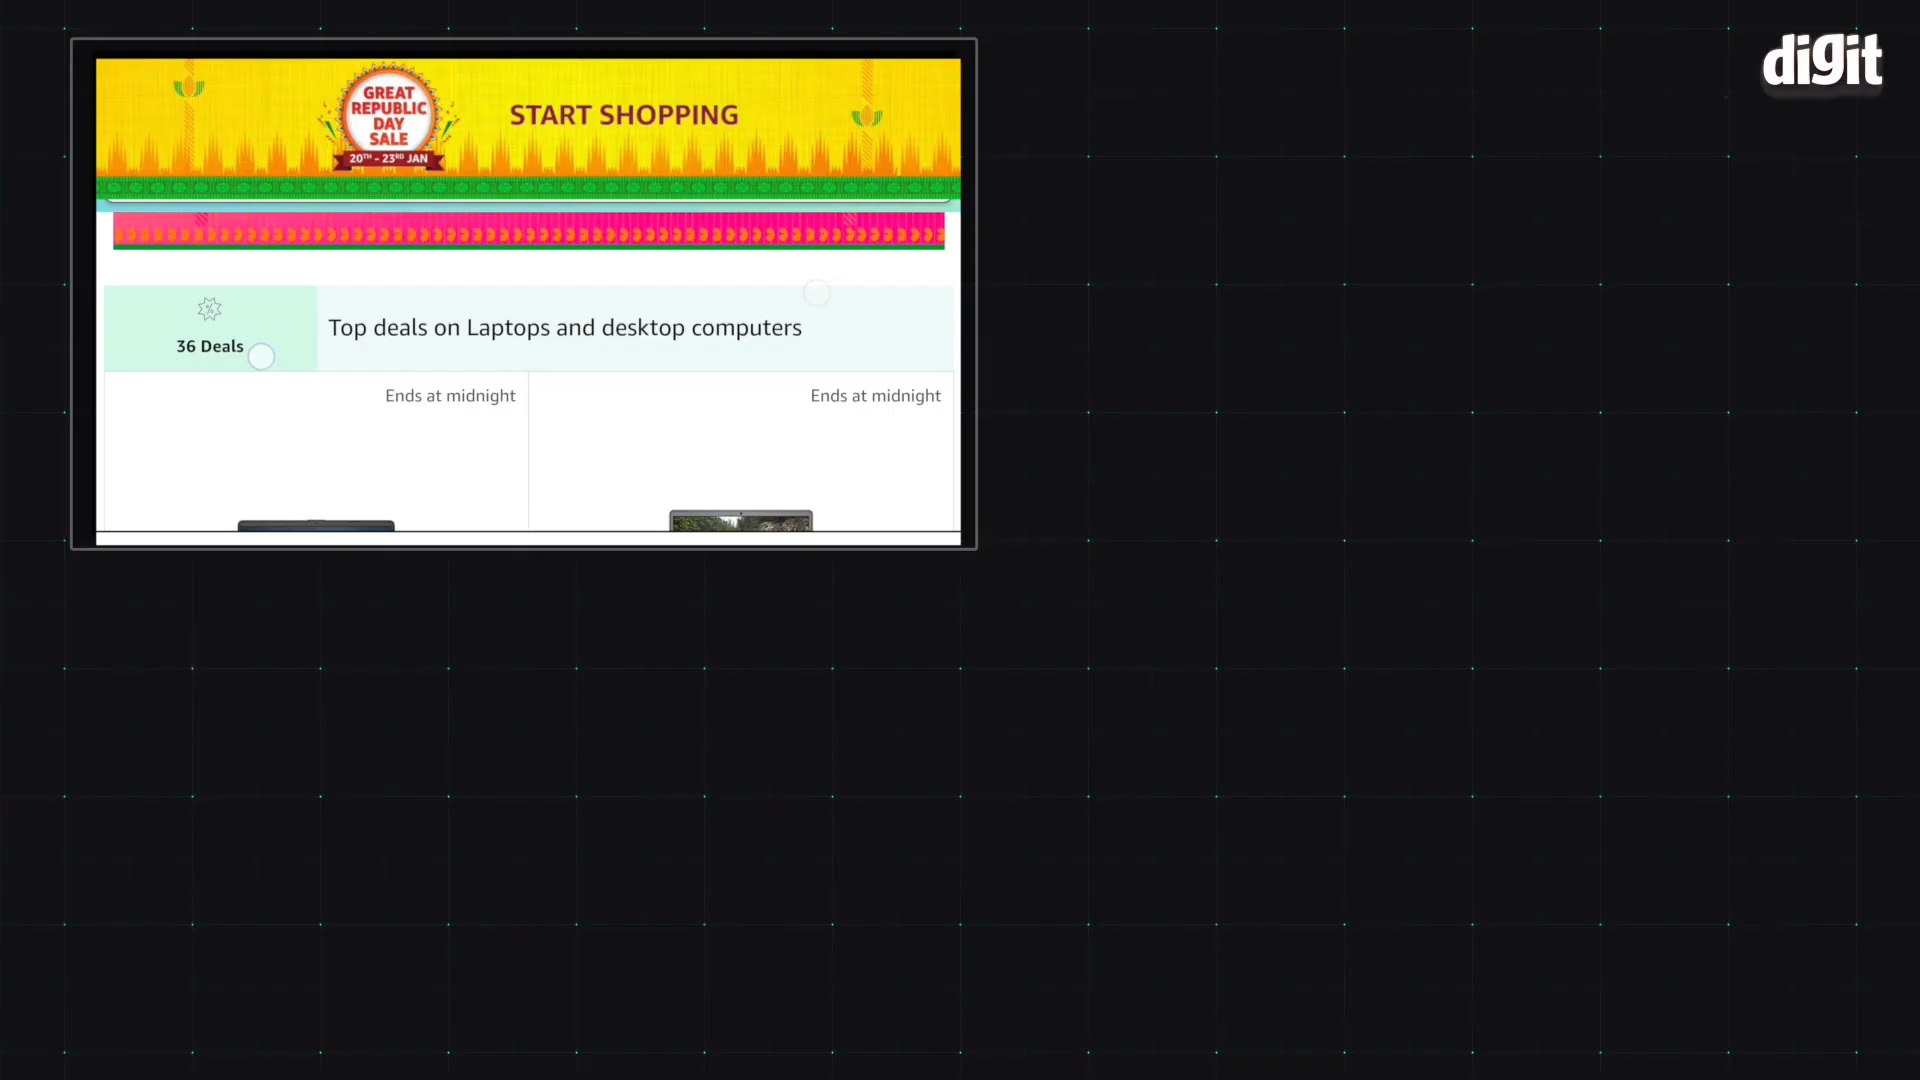 digit
GREAT
REPUBLIC
DAY
SALE
20TH - 23RD JAN
START SHOPPING
%
36 Deals
Top deals on Laptops and desktop computers
Ends at midnight
Ends at midnight